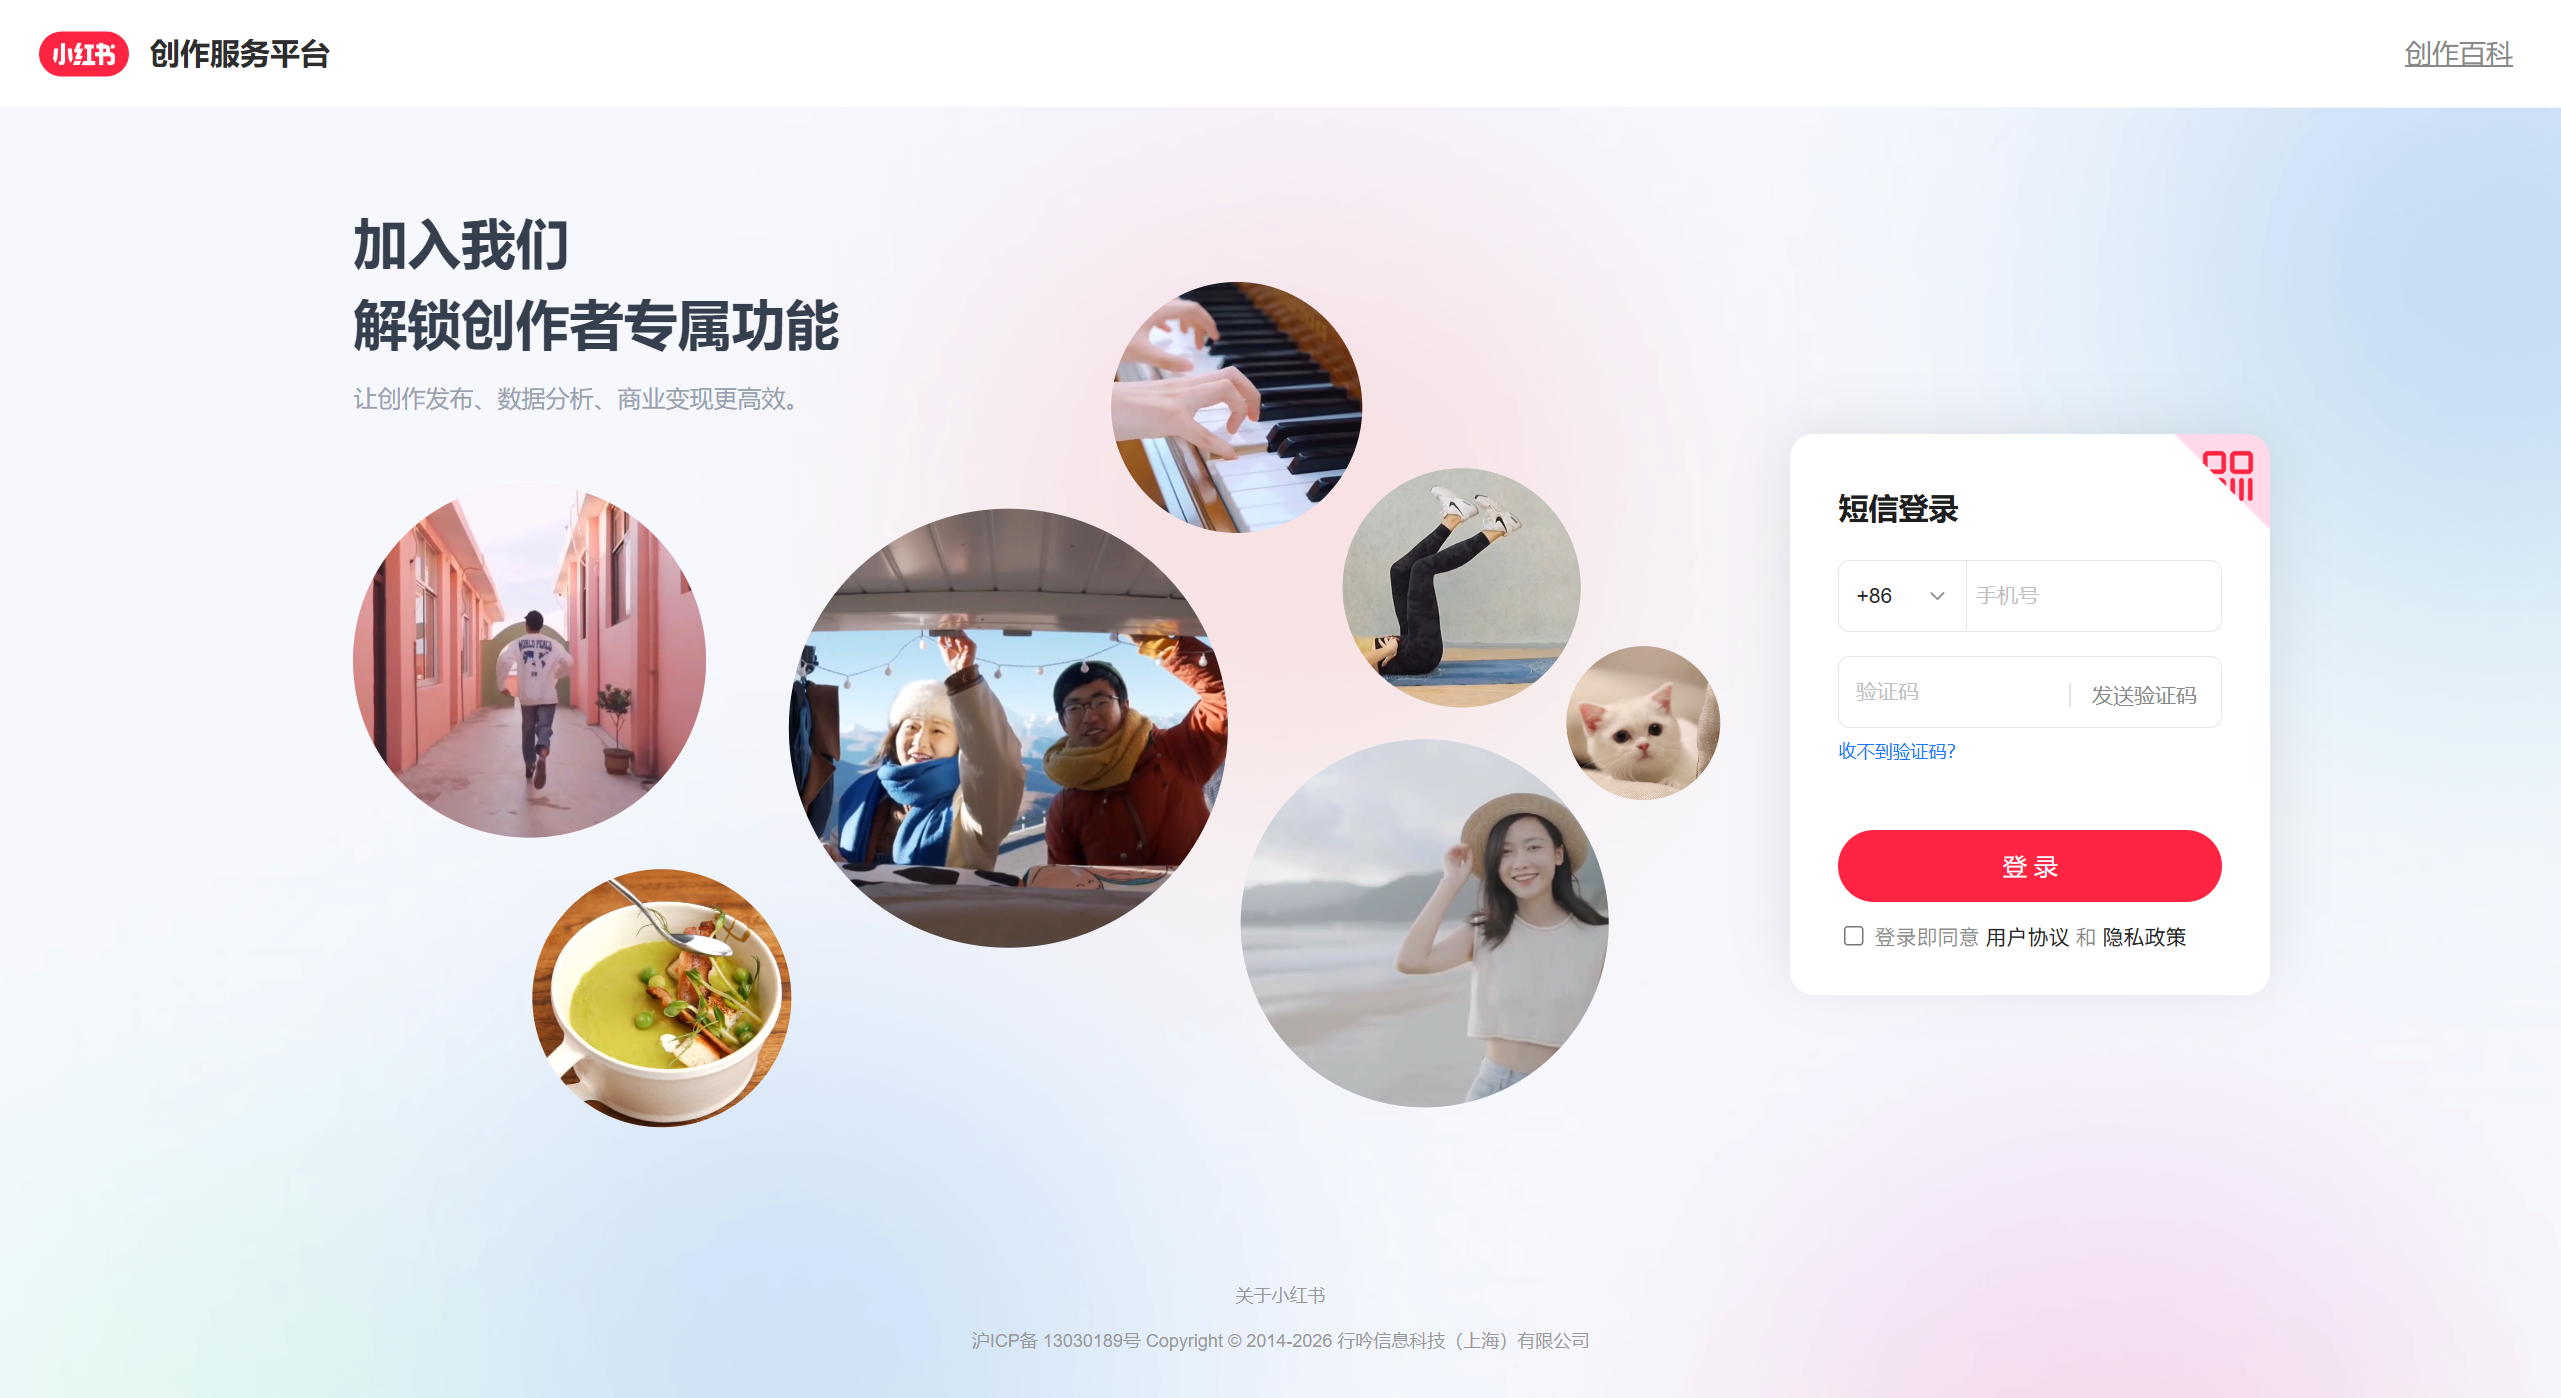 小红书 创作服务平台
创作百科
加入我们
解锁创作者专属功能
让创作发布、数据分析、商业变现更高效。
WORLD PEACE
短信登录
+86 手机号
验证码 发送验证码
收不到验证码?
登 录
登录即同意 用户协议 和 隐私政策
关于小红书
沪ICP备 13030189号 Copyright © 2014-2026 行吟信息科技（上海）有限公司